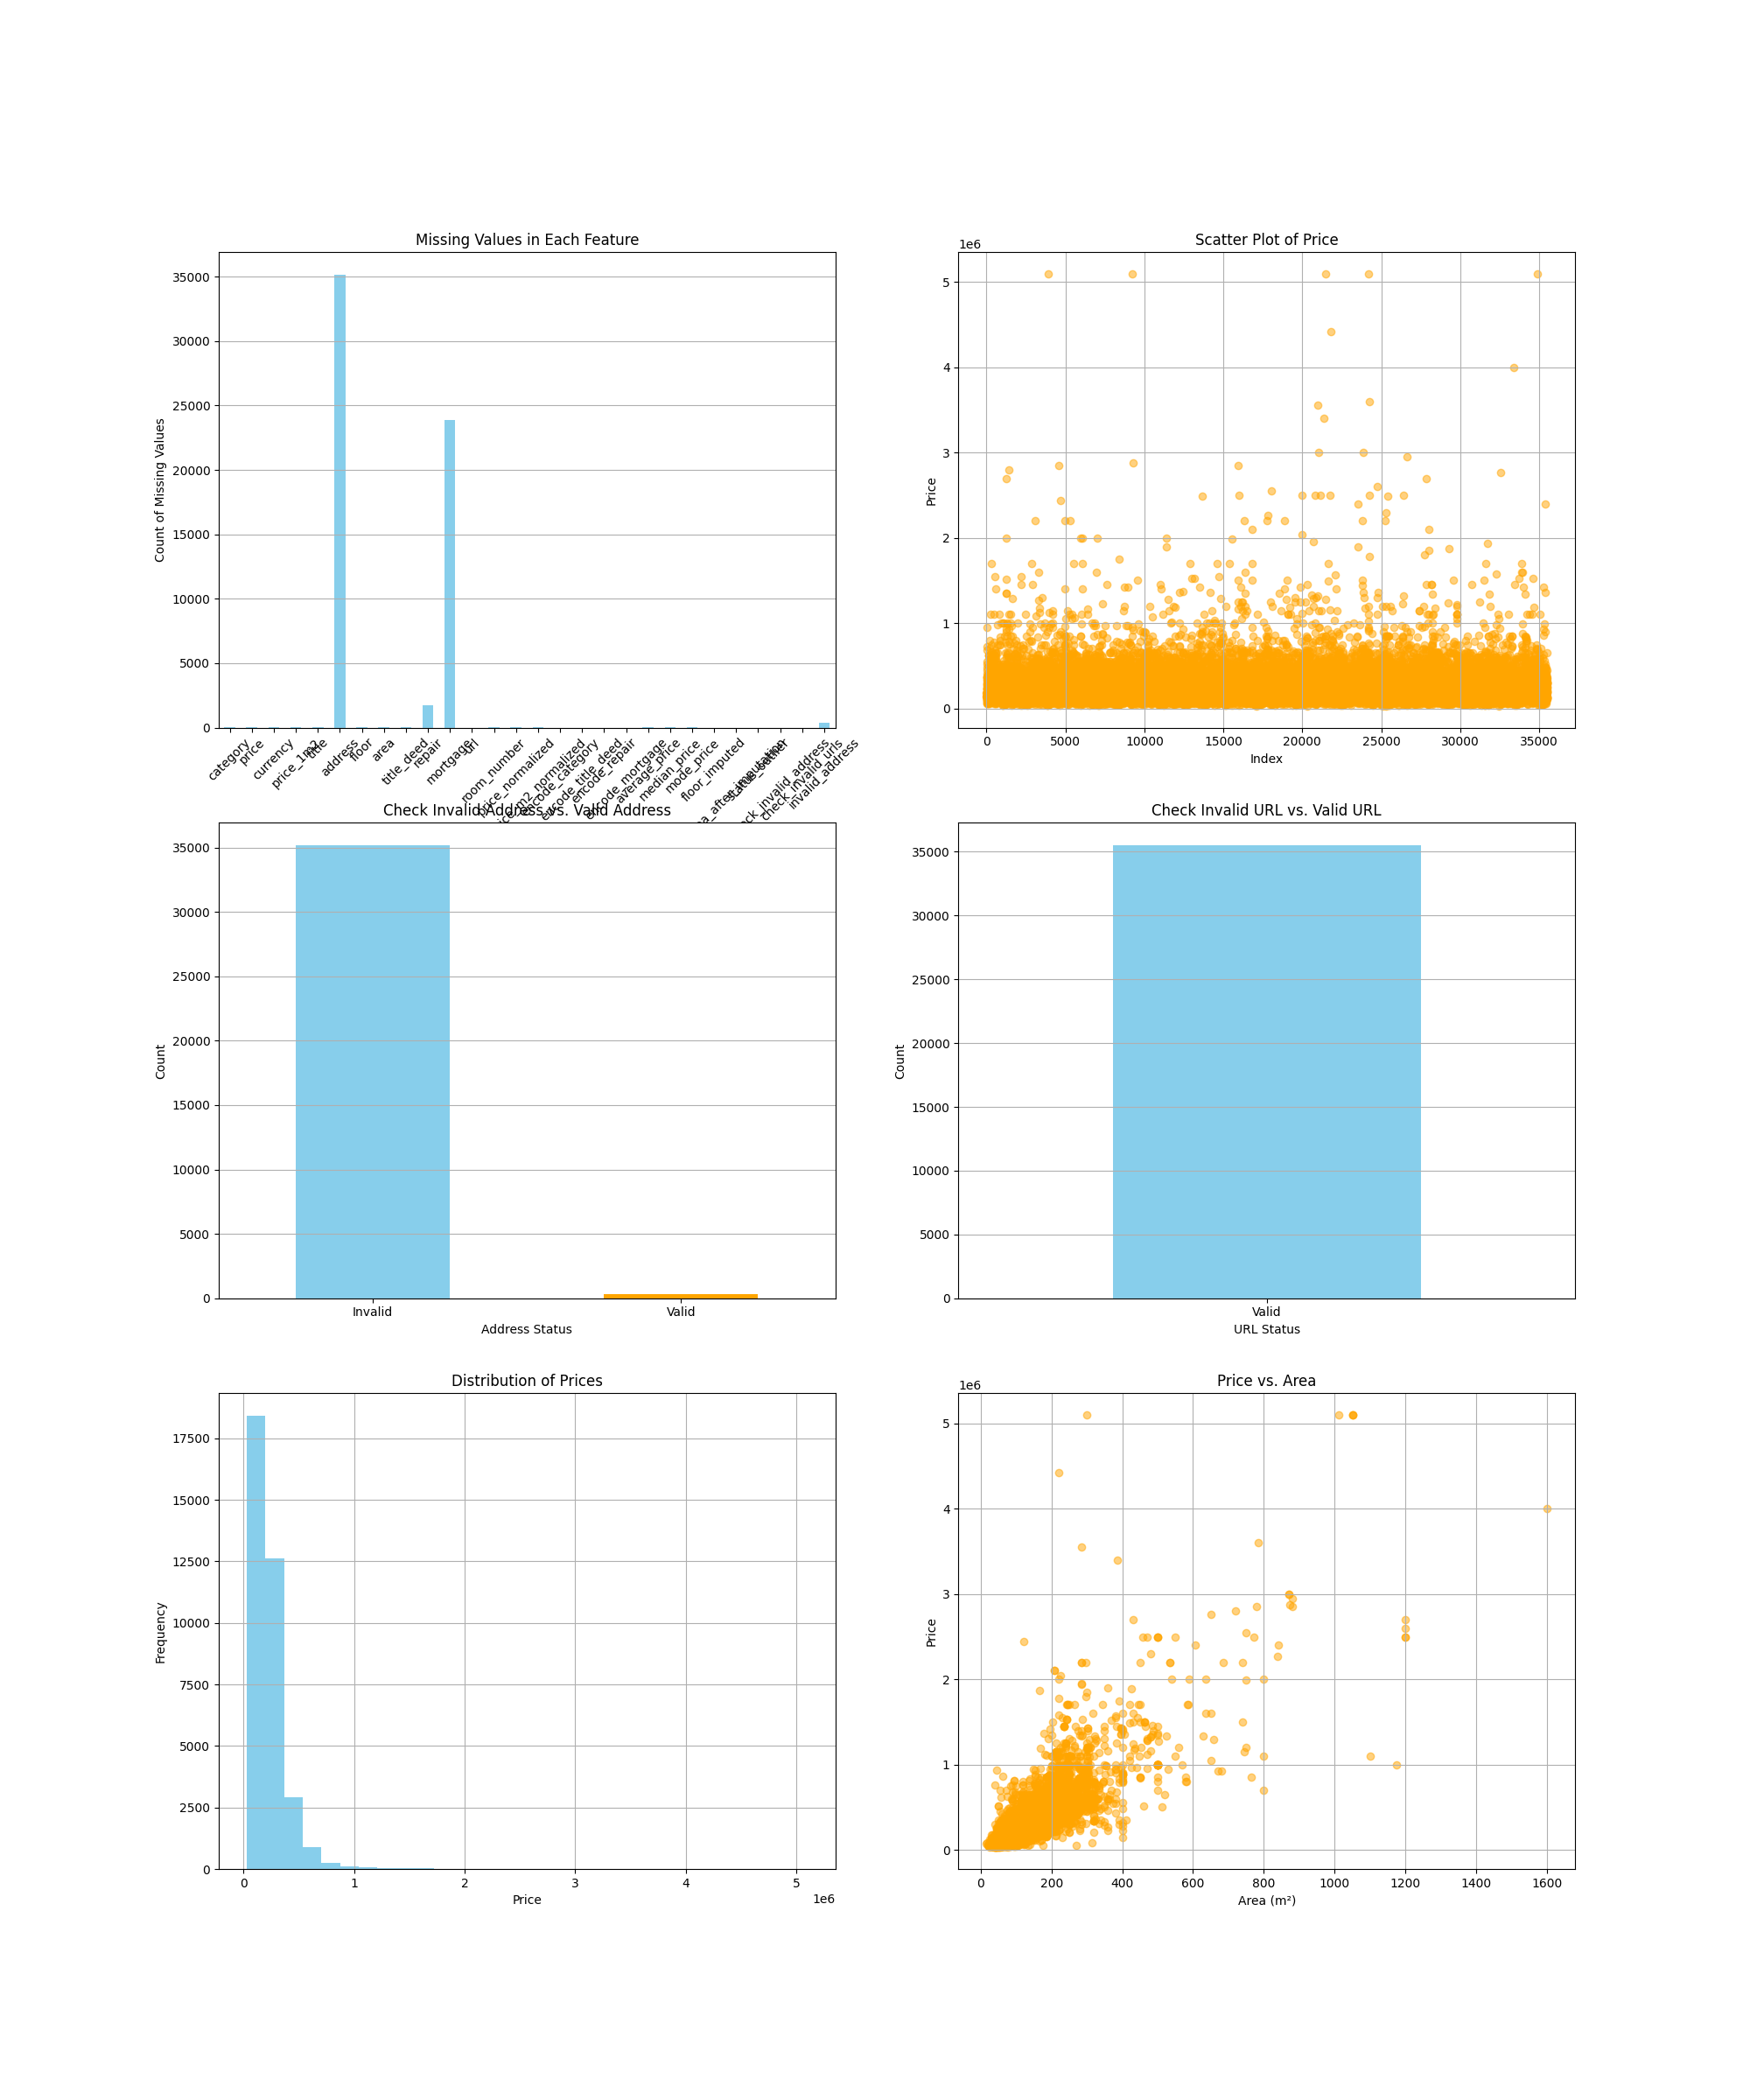 Missing Values in Each Feature
Count of Missing Values
35000
30000
25000
20000
15000
10000
5000
0
category
price
currency
price_1m2
title
address
floor
area
title_deed
repair
mortgage
url
room_number
price_normalized
encode_category
encode_title_deed
encode_repair
encode_mortgage
average_price
median_price
mode_price
floor_imputed
check_invalid_urls
invalid_address
Scatter Plot of Price
1e6
Price
5
4
3
2
1
0
0 5000 10000 15000 20000 25000 30000 35000
Index
Check Invalid Address vs. Valid Address
Count
35000
30000
25000
20000
15000
10000
5000
0
Invalid Valid
Address Status
Check Invalid URL vs. Valid URL
Count
35000
30000
25000
20000
15000
10000
5000
0
Valid
URL Status
Distribution of Prices
Frequency
17500
15000
12500
10000
7500
5000
2500
0
0 1 2 3 4 5
1e6
Price
Price vs. Area
1e6
Price
5
4
3
2
1
0
0 200 400 600 800 1000 1200 1400 1600
Area (m²)